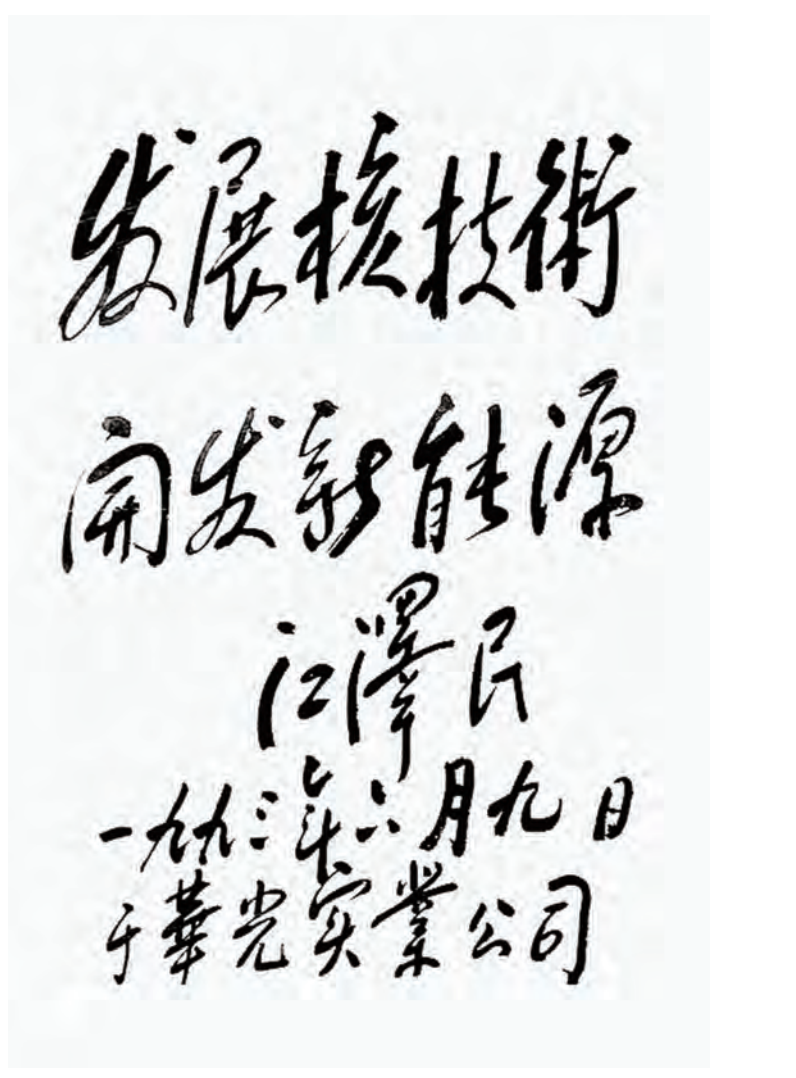 发展核技術
開发新能源
江澤民
一九九三年六月九日
于華光实業公司